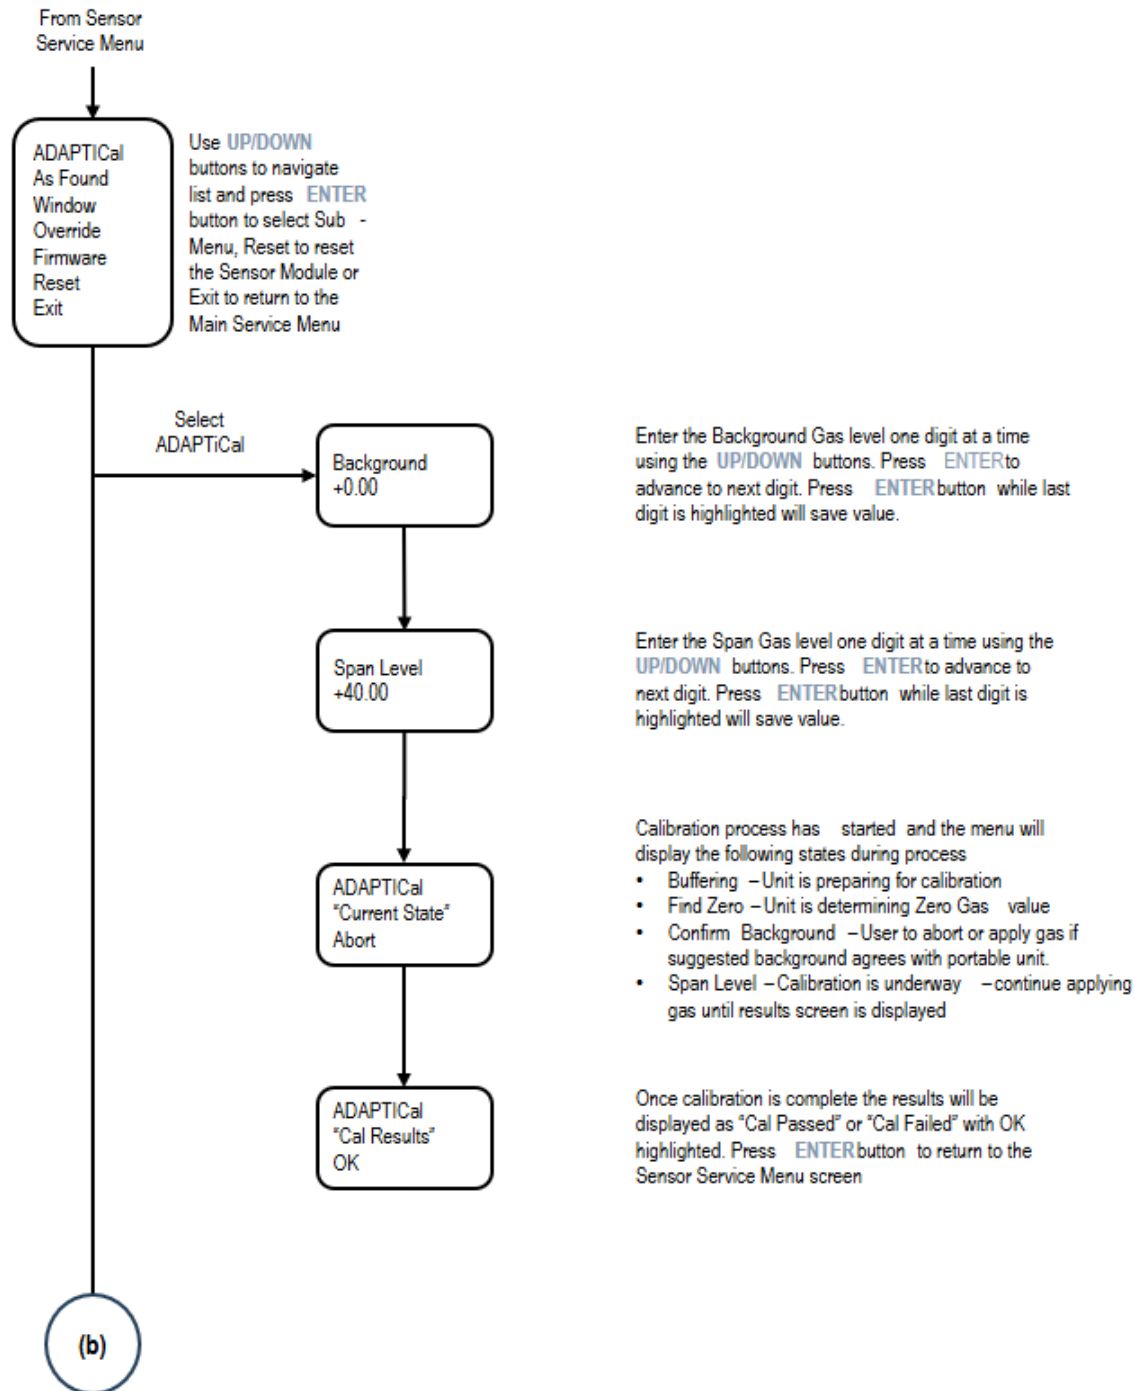 From Sensor
Service Menu
ADAPTICal
As Found
Window
Override
Firmware
Reset
Exit
Use UP/DOWN
buttons to navigate
list and press ENTER
button to select Sub -
Menu, Reset to reset
the Sensor Module or
Exit to return to the
Main Service Menu
Select
ADAPTiCal
Background
+0.00
Enter the Background Gas level one digit at a time
using the UP/DOWN buttons. Press ENTER to
advance to next digit. Press ENTER button while last
digit is highlighted will save value.
Span Level
+40.00
Enter the Span Gas level one digit at a time using the
UP/DOWN buttons. Press ENTER to advance to
next digit. Press ENTER button while last digit is
highlighted will save value.
ADAPTICal
"Current State"
Abort
Calibration process has started and the menu will
display the following states during process
• Buffering – Unit is preparing for calibration
• Find Zero – Unit is determining Zero Gas value
• Confirm Background – User to abort or apply gas if
suggested background agrees with portable unit.
• Span Level – Calibration is underway – continue applying
gas until results screen is displayed
ADAPTICal
"Cal Results"
OK
Once calibration is complete the results will be
displayed as "Cal Passed" or "Cal Failed" with OK
highlighted. Press ENTER button to return to the
Sensor Service Menu screen
(b)